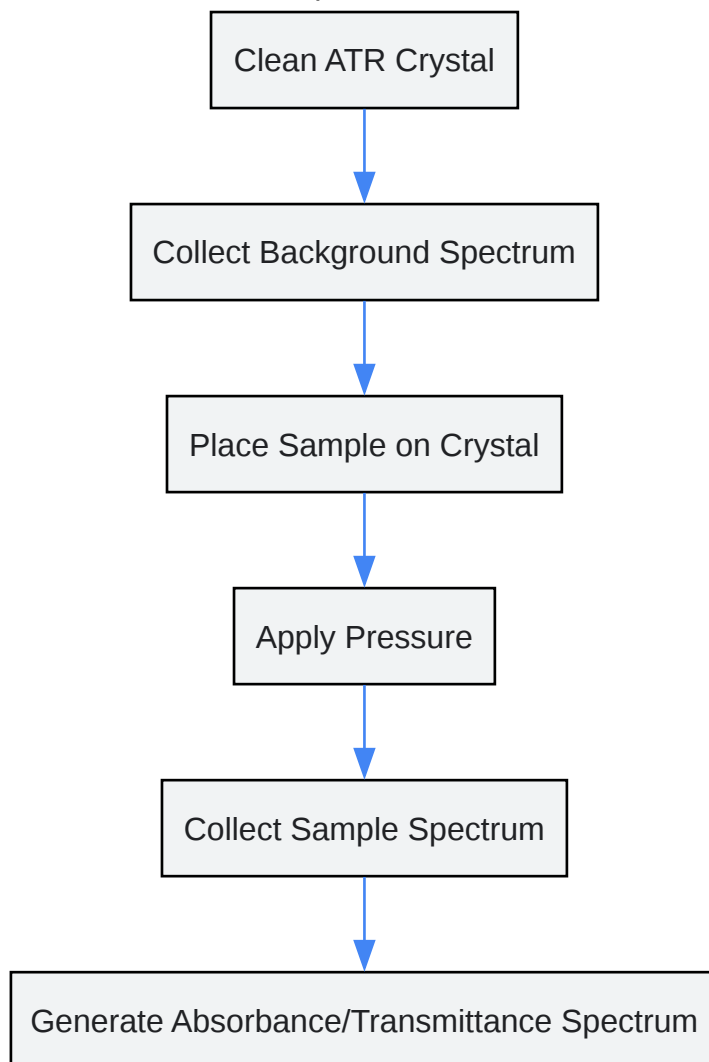 Clean ATR Crystal
Collect Background Spectrum
Place Sample on Crystal
Apply Pressure
Collect Sample Spectrum
Generate Absorbance/Transmittance Spectrum